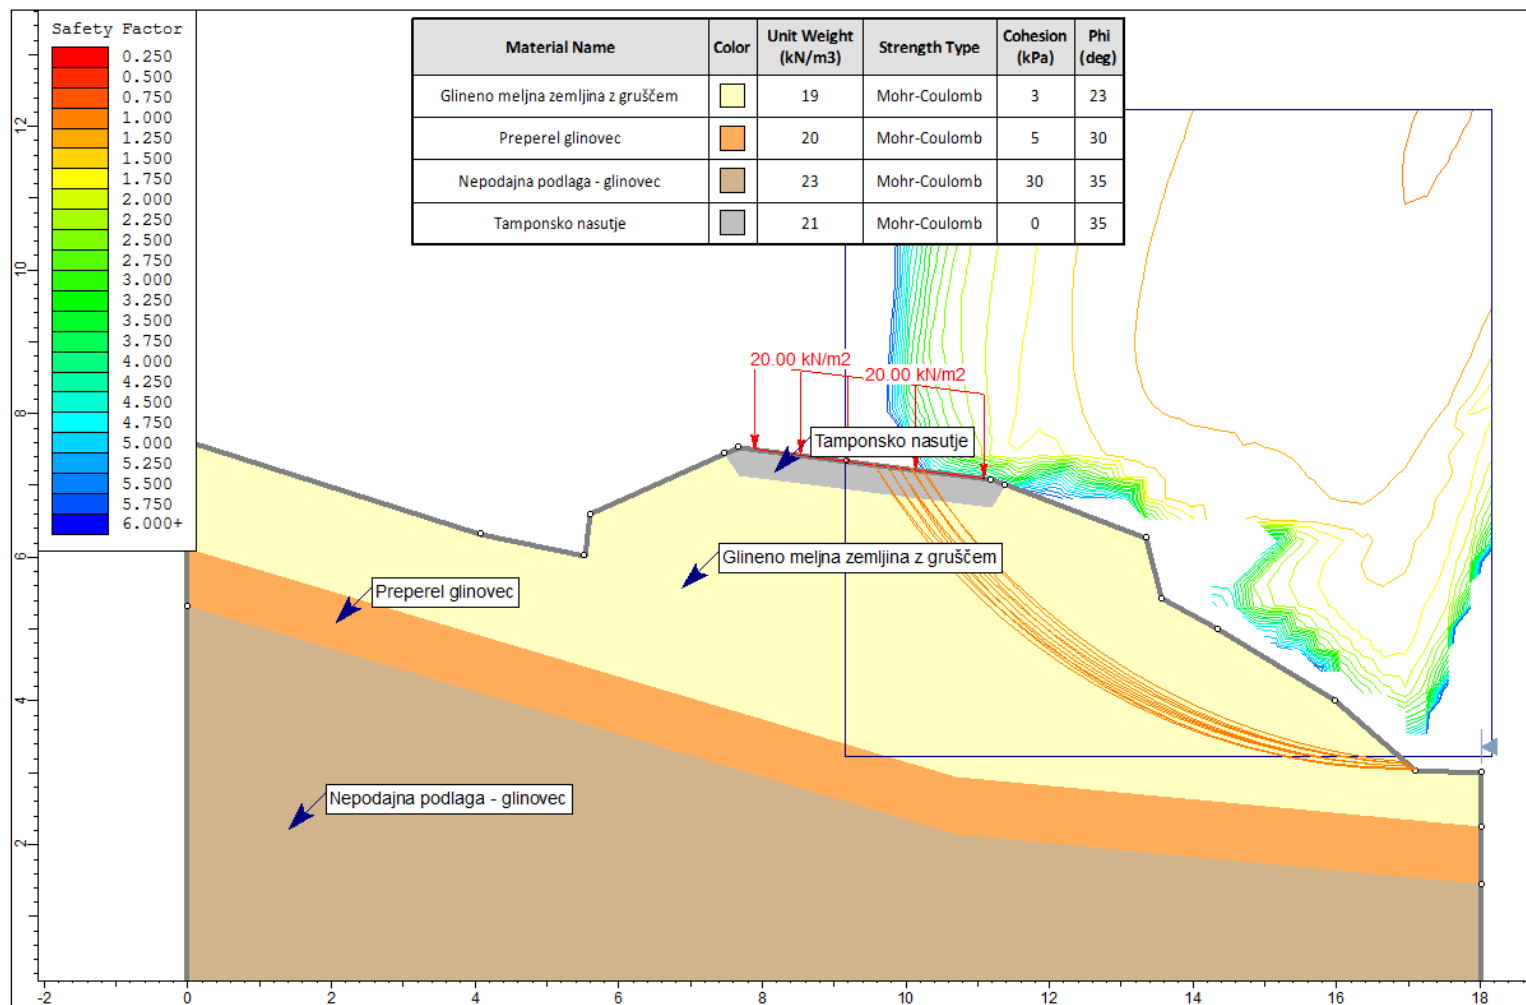 Safety Factor
0.250
0.500
0.750
1.000
1.250
1.500
1.750
2.000
2.250
2.500
2.750
3.000
3.250
3.500
3.750
4.000
4.250
4.500
4.750
5.000
5.250
5.500
5.750
6.000+
Material Name Color Unit Weight (kN/m3) Strength Type Cohesion (kPa) Phi (deg)
Glineno meljna zemljina z gruščem 19 Mohr-Coulomb 3 23
Preperel glinovec 20 Mohr-Coulomb 5 30
Nepodajna podlaga - glinovec 23 Mohr-Coulomb 30 35
Tamponsko nasutje 21 Mohr-Coulomb 0 35
20.00 kN/m2
20.00 kN/m2
Tamponsko nasutje
Glineno meljna zemljina z gruščem
Preperel glinovec
Nepodajna podlaga - glinovec
12
10
8
6
4
2
-2 0 2 4 6 8 10 12 14 16 18